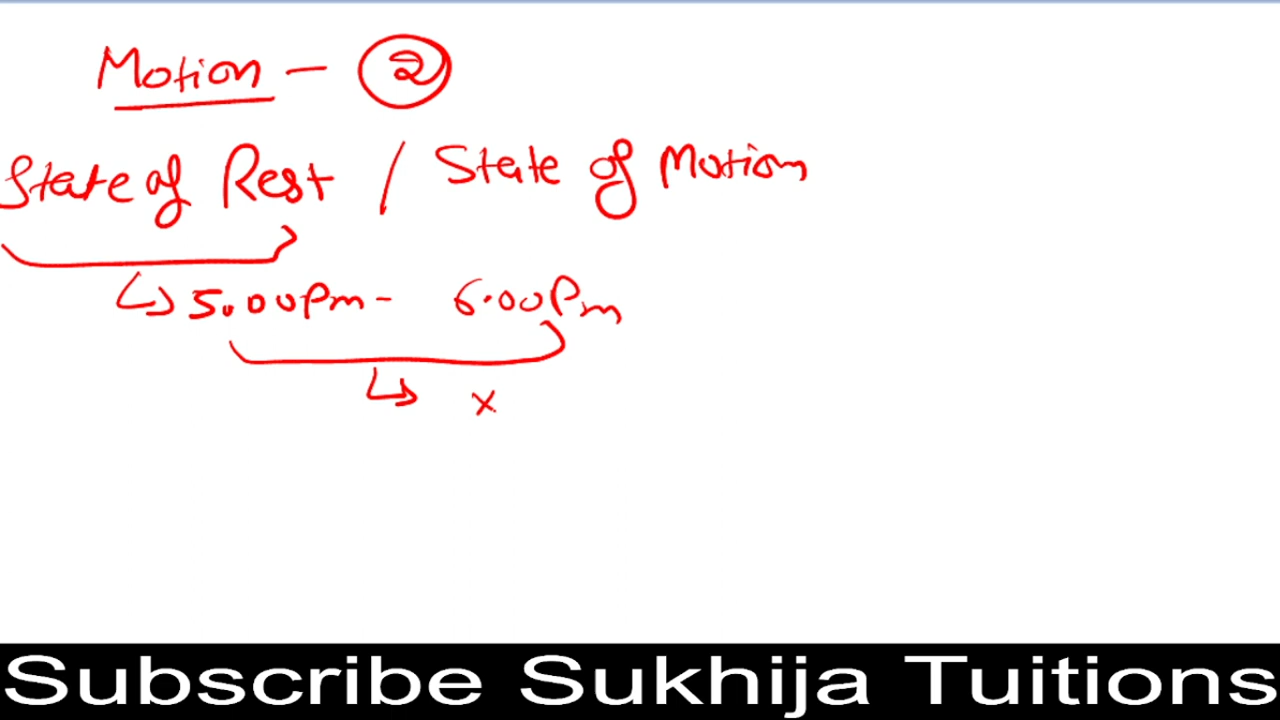 Motion - 2
State of Rest / State of Motion
↳ 5.00Pm - 6.00Pm
↳ x
Subscribe Sukhija Tuitions